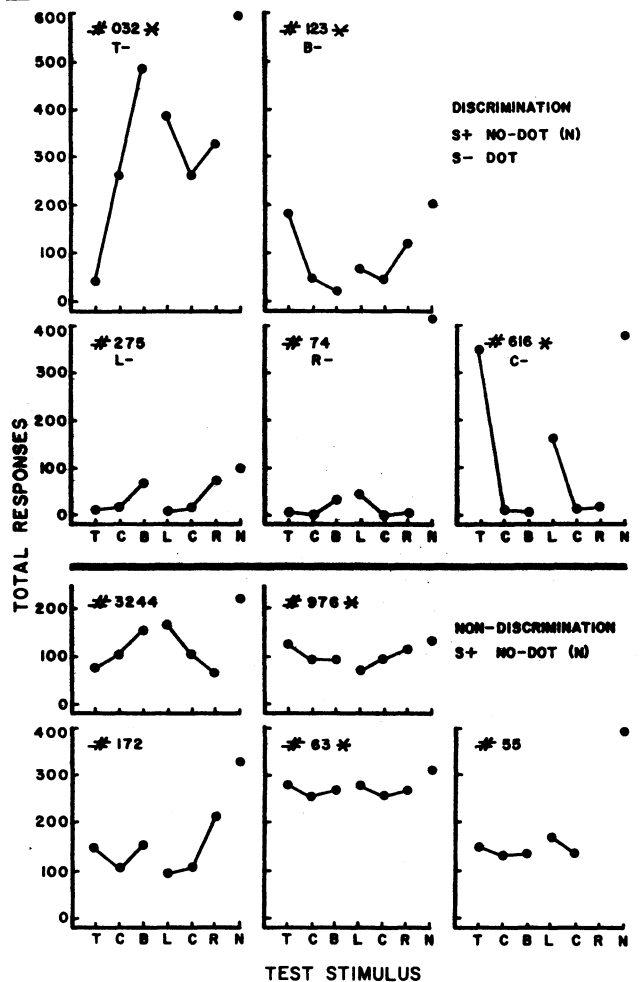 600
500
400
300
200
100
0
# 032 *
T-
# 123 *
B-
DISCRIMINATION
S+ NO-DOT (N)
S- DOT
400
300
200
100
0
# 275
L-
# 74
R-
# 616 *
C-
T C B L C R N
T C B L C R N
T C B L C R N
TOTAL RESPONSES
200
100
0
# 3244
# 976 *
NON-DISCRIMINATION
S+ NO-DOT (N)
400
300
200
100
0
# 172
# 63 *
# 55
T C B L C R N
T C B L C R N
T C B L C R N
TEST STIMULUS